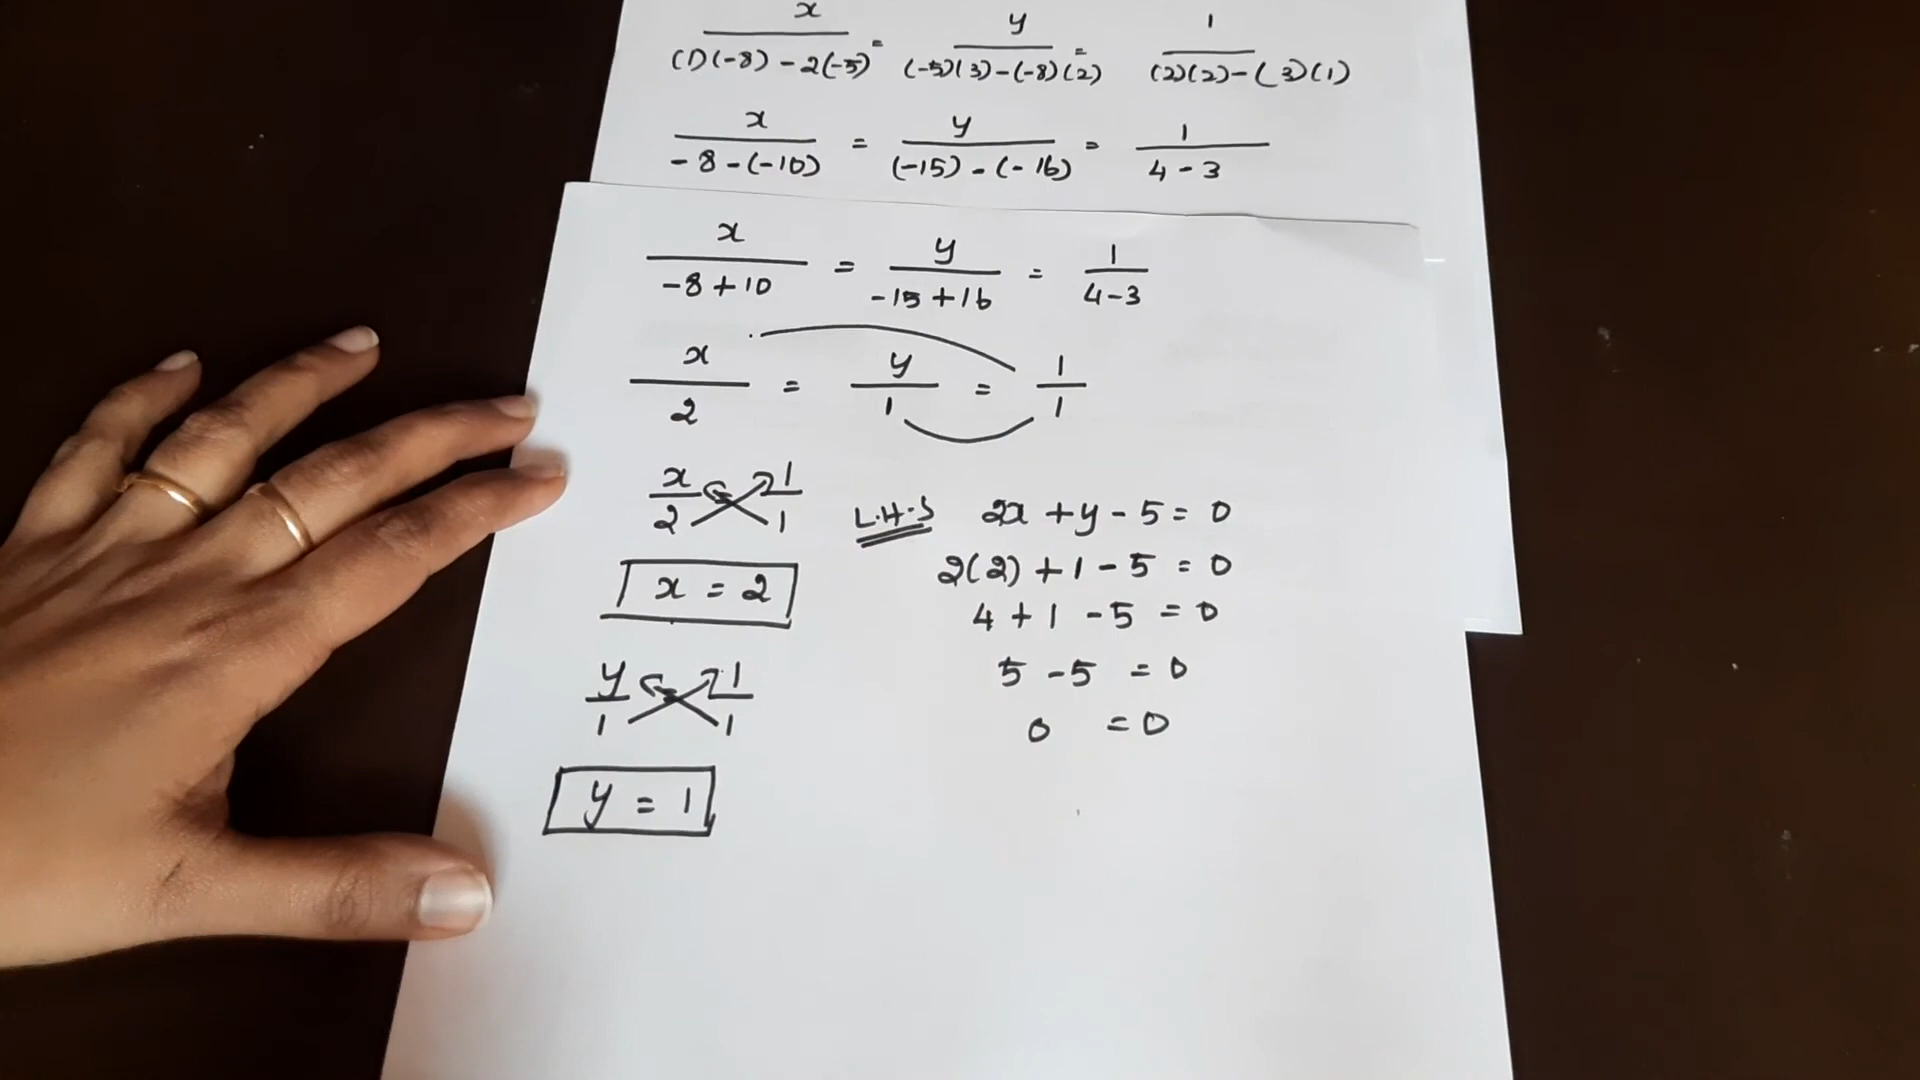 x/((1)(-8) - 2(-5)) = y/((-5)(3) - (-8)(2)) = 1/((2)(2) - (3)(1))
x/(-8 - (-10)) = y/((-15) - (-16)) = 1/(4 - 3)
x/(-8 + 10) = y/(-15 + 16) = 1/(4 - 3)
x/2 = y/1 = 1/1
x/2 1/1
x = 2
y/1 1/1
y = 1
L.H.S 2x + y - 5 = 0
2(2) + 1 - 5 = 0
4 + 1 - 5 = 0
5 - 5 = 0
0 = 0